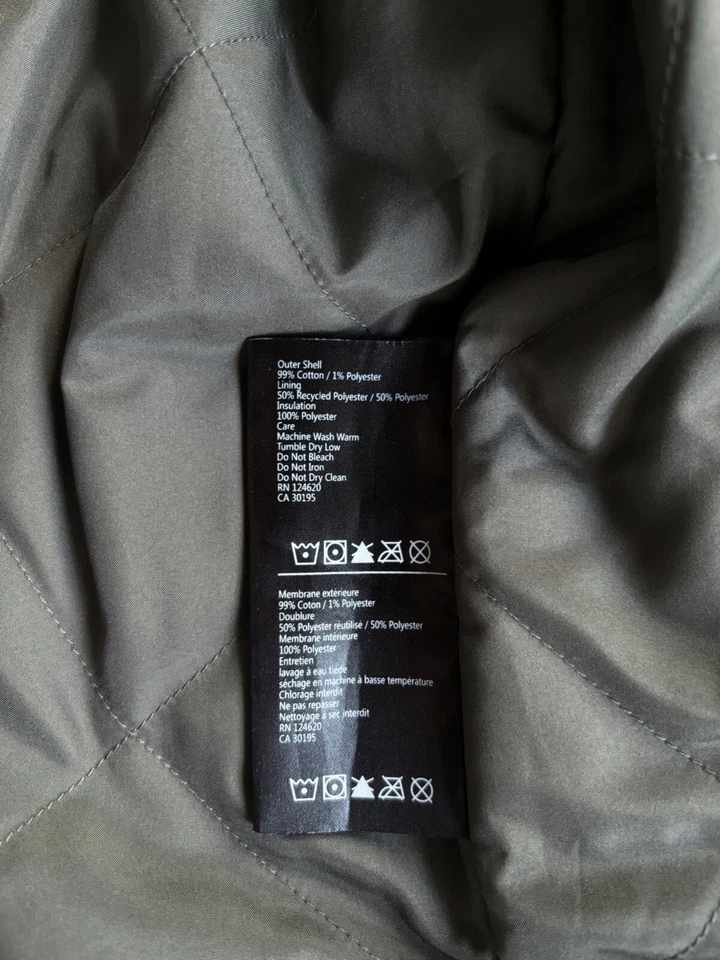 Outer Shell
99% Cotton / 1% Polyester
Lining
50% Recycled Polyester / 50% Polyester
Insulation
100% Polyester
Care
Machine Wash Warm
Tumble Dry Low
Do Not Bleach
Do Not Iron
Do Not Dry Clean
RN 124620
CA 30195
Membrane extérieure
99% Coton / 1% Polyester
Doublure
50% Polyester réutilisé / 50% Polyester
Membrane intérieure
100% Polyester
Entretien
lavage à eau tiède
séchage en machine à basse température
Chlorage interdit
Ne pas repasser
Nettoyage à sec interdit
RN 124620
CA 30195